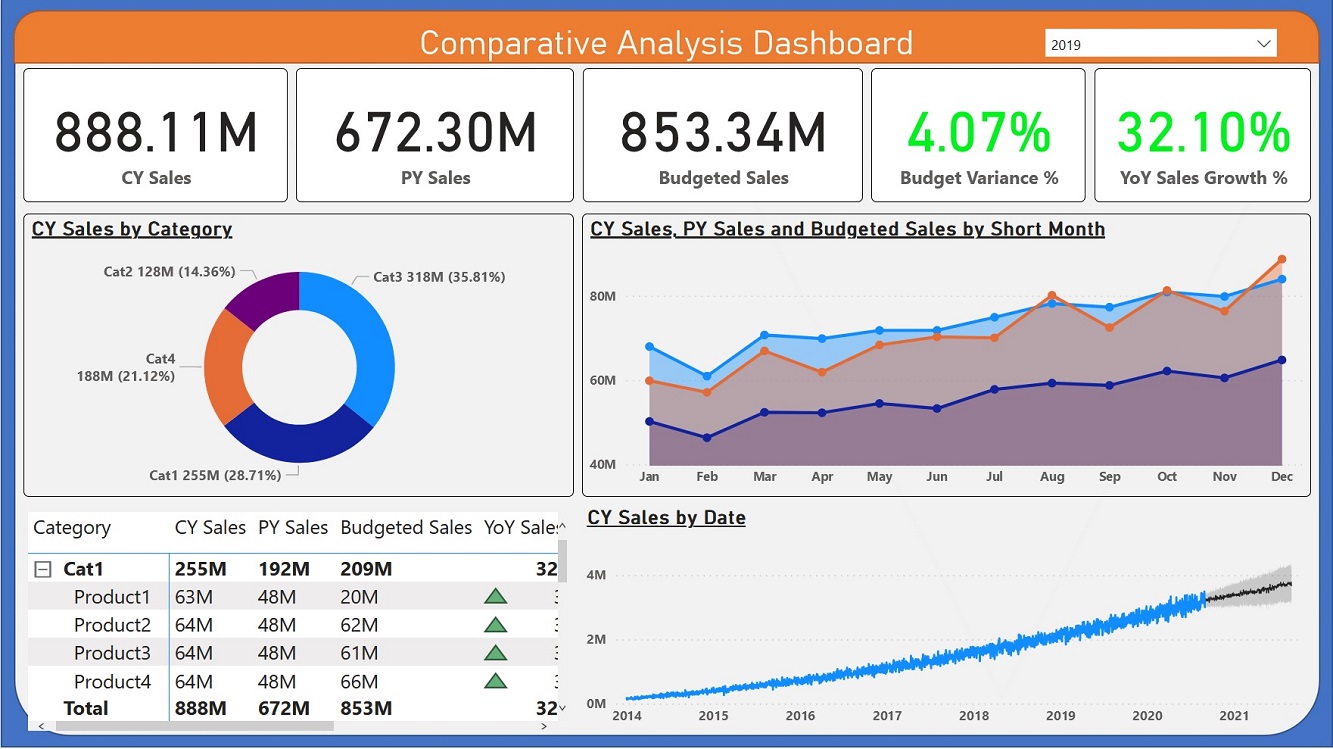 Comparative Analysis Dashboard
2019
888.11M
CY Sales
672.30M
PY Sales
853.34M
Budgeted Sales
4.07%
Budget Variance %
32.10%
YoY Sales Growth %
CY Sales by Category
Cat2 128M (14.36%)
Cat3 318M (35.81%)
Cat4
188M (21.12%)
Cat1 255M (28.71%)
CY Sales, PY Sales and Budgeted Sales by Short Month
80M
60M
40M
Jan Feb Mar Apr May Jun Jul Aug Sep Oct Nov Dec
Category CY Sales PY Sales Budgeted Sales YoY Sales
Cat1 255M 192M 209M 32
Product1 63M 48M 20M
Product2 64M 48M 62M
Product3 64M 48M 61M
Product4 64M 48M 66M
Total 888M 672M 853M 32
CY Sales by Date
4M
2M
0M
2014 2015 2016 2017 2018 2019 2020 2021